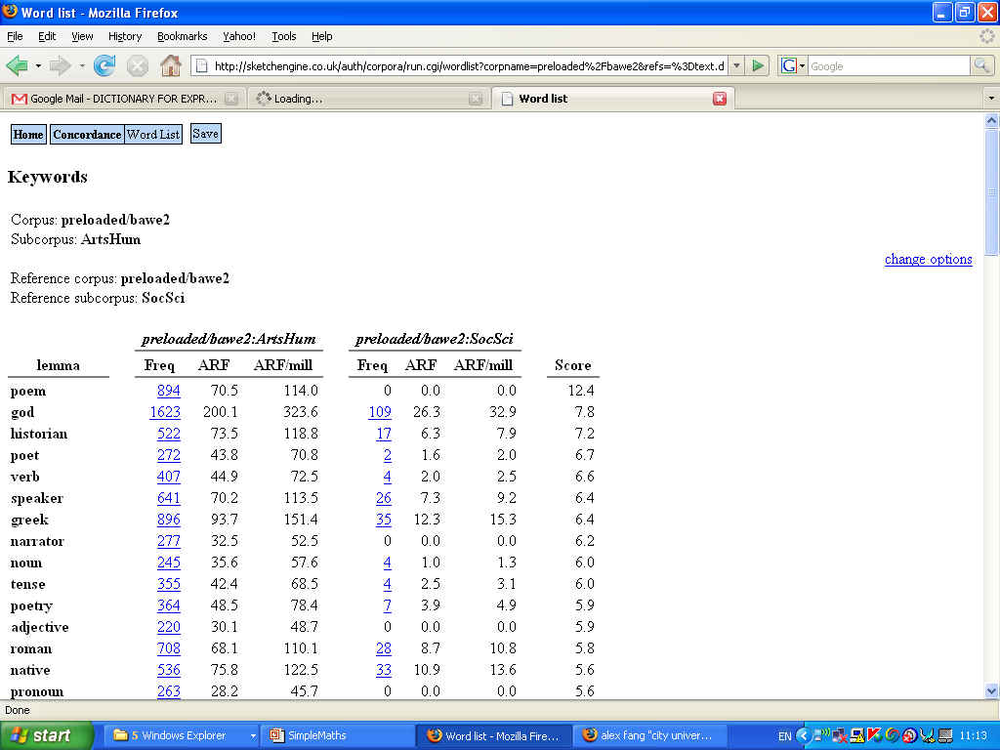 Word list - Mozilla Firefox
File Edit View History Bookmarks Yahoo! Tools Help
http://sketchengine.co.uk/auth/corpora/run.cgi/wordlist?corpname=preloaded%2Fbawe2&refs=%3Dtext.d
Google
Google Mail - DICTIONARY FOR EXPR...
Loading...
Word list
Home Concordance Word List Save
Keywords
Corpus: preloaded/bawe2
Subcorpus: ArtsHum
change options
Reference corpus: preloaded/bawe2
Reference subcorpus: SocSci
preloaded/bawe2:ArtsHum preloaded/bawe2:SocSci
lemma Freq ARF ARF/mill Freq ARF ARF/mill Score
poem 894 70.5 114.0 0 0.0 0.0 12.4
god 1623 200.1 323.6 109 26.3 32.9 7.8
historian 522 73.5 118.8 17 6.3 7.9 7.2
poet 272 43.8 70.8 2 1.6 2.0 6.7
verb 407 44.9 72.5 4 2.0 2.5 6.6
speaker 641 70.2 113.5 26 7.3 9.2 6.4
greek 896 93.7 151.4 35 12.3 15.3 6.4
narrator 277 32.5 52.5 0 0.0 0.0 6.2
noun 245 35.6 57.6 4 1.0 1.3 6.0
tense 355 42.4 68.5 4 2.5 3.1 6.0
poetry 364 48.5 78.4 7 3.9 4.9 5.9
adjective 220 30.1 48.7 0 0.0 0.0 5.9
roman 708 68.1 110.1 28 8.7 10.8 5.8
native 536 75.8 122.5 33 10.9 13.6 5.6
pronoun 263 28.2 45.7 0 0.0 0.0 5.6
Done
start 5 Windows Explorer SimpleMaths Word list - Mozilla Fire... alex fang "city univer... EN 11:13